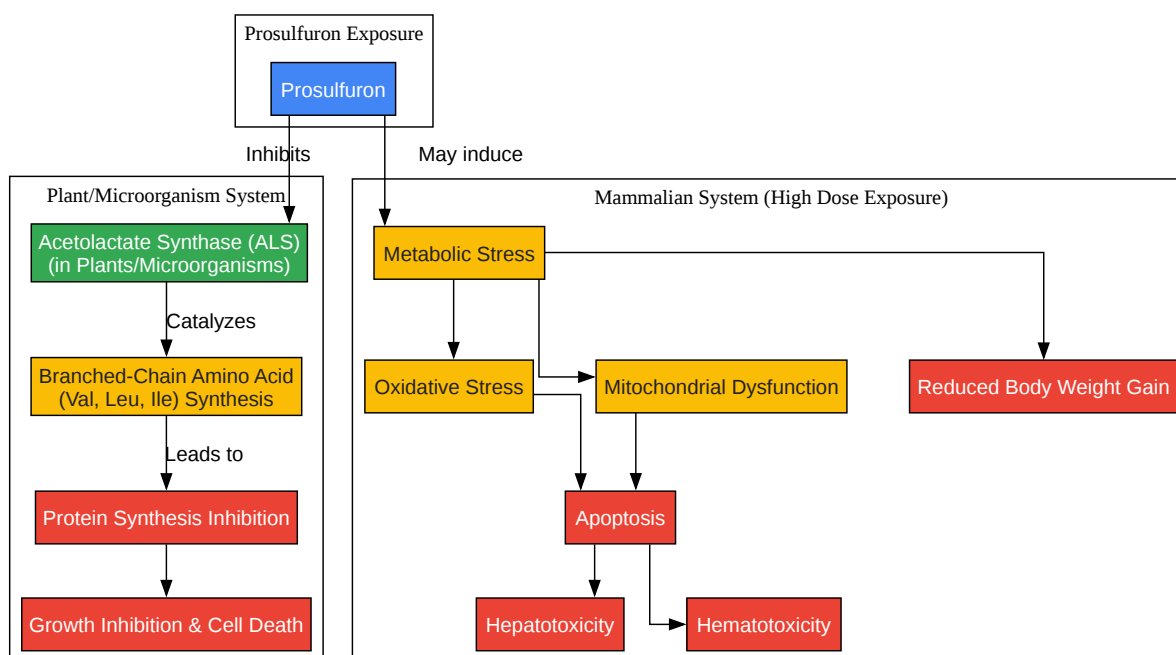 Prosulfuron Exposure
Prosulfuron
Inhibits
May induce
Plant/Microorganism System
Acetolactate Synthase (ALS)
(in Plants/Microorganisms)
Catalyzes
Branched-Chain Amino Acid
(Val, Leu, Ile) Synthesis
Leads to
Protein Synthesis Inhibition
Growth Inhibition & Cell Death
Mammalian System (High Dose Exposure)
Metabolic Stress
Oxidative Stress
Mitochondrial Dysfunction
Reduced Body Weight Gain
Apoptosis
Hepatotoxicity
Hematotoxicity